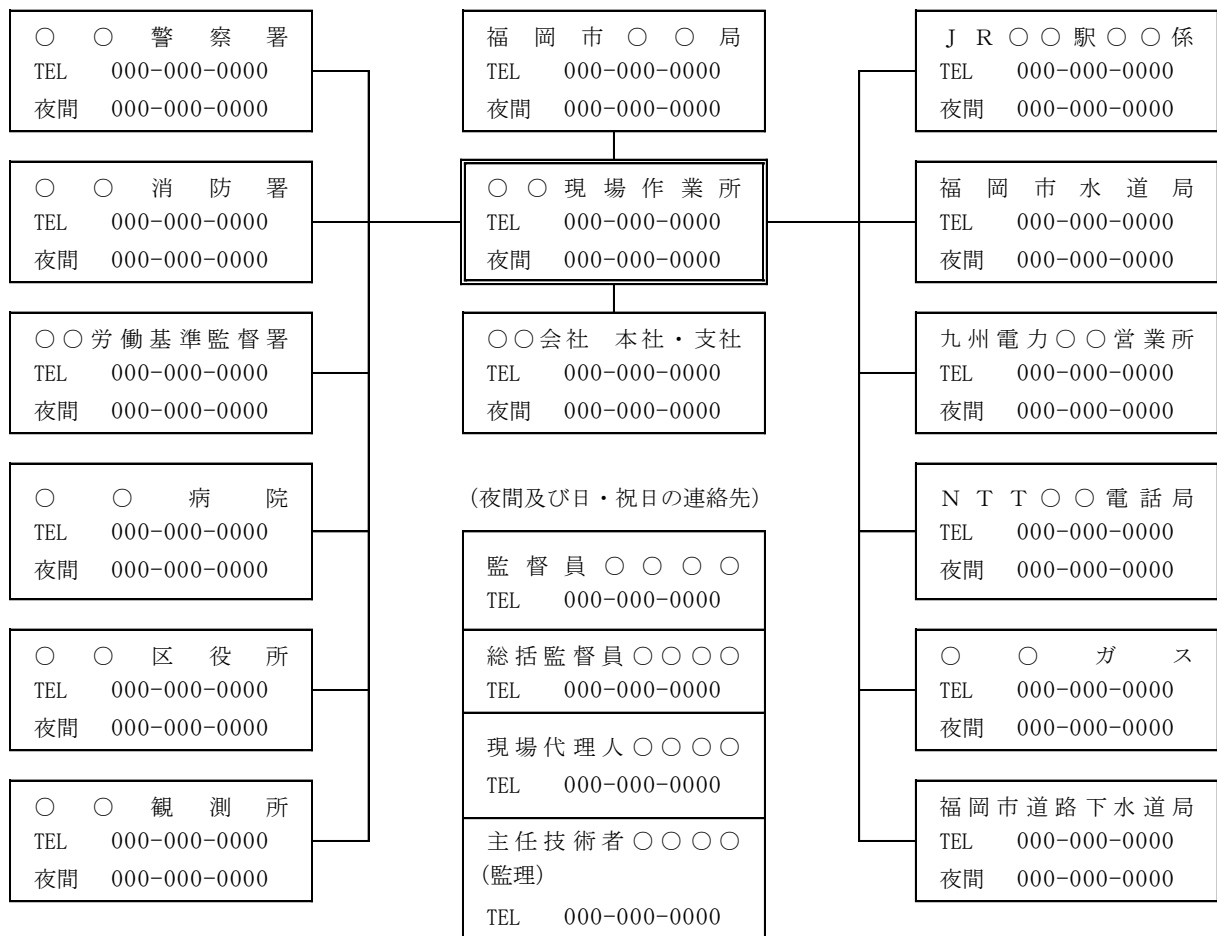 ○○警察署
TEL 000-000-0000
夜間 000-000-0000
○○消防署
TEL 000-000-0000
夜間 000-000-0000
○○労働基準監督署
TEL 000-000-0000
夜間 000-000-0000
○○病院
TEL 000-000-0000
夜間 000-000-0000
○○区役所
TEL 000-000-0000
夜間 000-000-0000
○○観測所
TEL 000-000-0000
夜間 000-000-0000
福岡市○○局
TEL 000-000-0000
夜間 000-000-0000
○○現場作業所
TEL 000-000-0000
夜間 000-000-0000
○○会社 本社・支社
TEL 000-000-0000
夜間 000-000-0000
(夜間及び日・祝日の連絡先)
監督員○○○○
TEL 000-000-0000
総括監督員○○○○
TEL 000-000-0000
現場代理人○○○○
TEL 000-000-0000
主任技術者○○○○
(監理)
TEL 000-000-0000
JR○○駅○○係
TEL 000-000-0000
夜間 000-000-0000
福岡市水道局
TEL 000-000-0000
夜間 000-000-0000
九州電力○○営業所
TEL 000-000-0000
夜間 000-000-0000
NTT○○電話局
TEL 000-000-0000
夜間 000-000-0000
○○ガス
TEL 000-000-0000
夜間 000-000-0000
福岡市道路下水道局
TEL 000-000-0000
夜間 000-000-0000